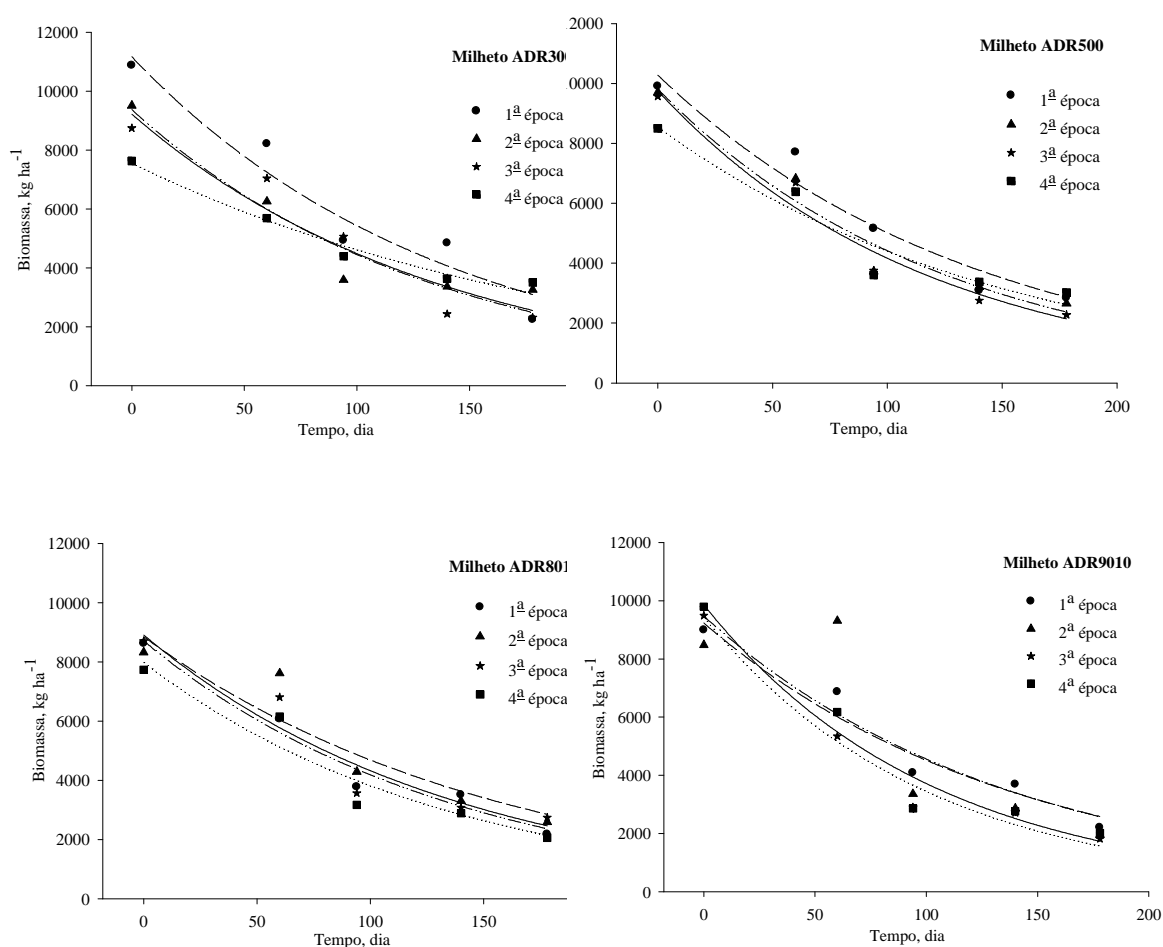 12000
10000
8000
6000
4000
2000
0
Biomassa, kg ha-1
Milheto ADR30
1ª época
2ª época
3ª época
4ª época
0 50 100 150
Tempo, dia
2000
0000
8000
6000
4000
2000
0
Milheto ADR500
1ª época
2ª época
3ª época
4ª época
0 50 100 150 200
Tempo, dia
12000
10000
8000
6000
4000
2000
0
Biomassa, kg ha-1
Milheto ADR801
1ª época
2ª época
3ª época
4ª época
0 50 100 150
Tempo, dia
12000
10000
8000
6000
4000
2000
0
Biomassa, kg ha-1
Milheto ADR9010
1ª época
2ª época
3ª época
4ª época
0 50 100 150 200
Tempo, dia